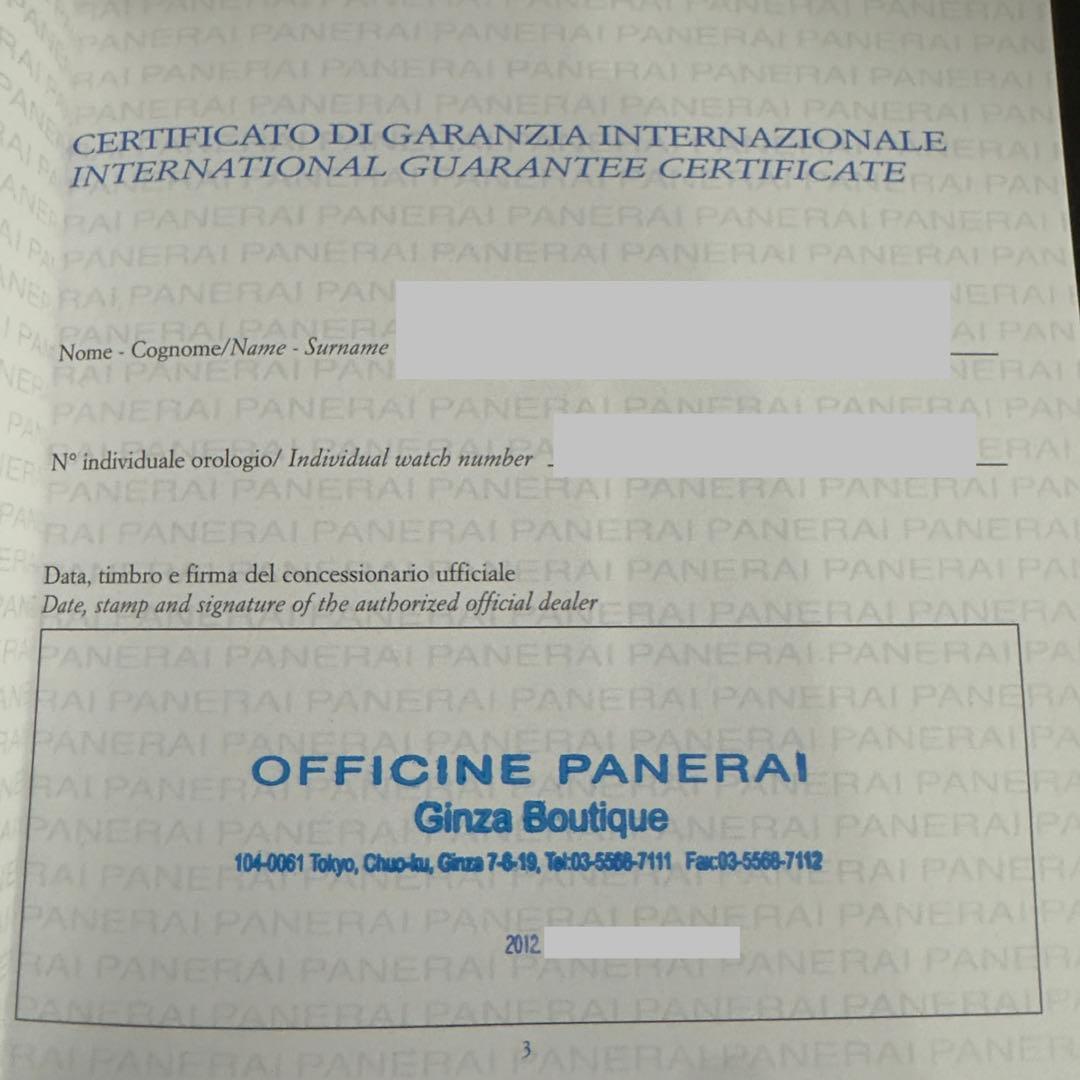 CERTIFICATO DI GARANZIA INTERNAZIONALE
INTERNATIONAL GUARANTEE CERTIFICATE
Nome - Cognome/Name - Surname
N° individuale orologio/ Individual watch number
Data, timbro e firma del concessionario ufficiale
Date, stamp and signature of the authorized official dealer
OFFICINE PANERAI
Ginza Boutique
104-0061 Tokyo, Chuo-ku, Ginza 7-6-19, Tel:03-5568-7111 Fax:03-5568-7112
2012
3